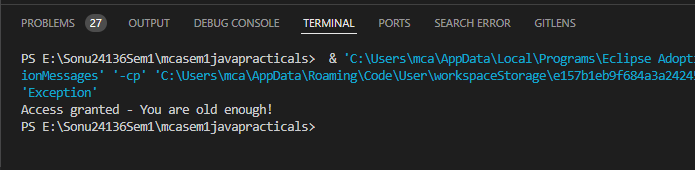 PROBLEMS 27 OUTPUT DEBUG CONSOLE TERMINAL PORTS SEARCH ERROR GITLENS
PS E:\Sonu24136Sem1\mcasem1javapracticals> & 'C:\Users\mca\AppData\Local\Programs\Eclipse Adopti
ionMessages' '-cp' 'C:\Users\mca\AppData\Roaming\Code\User\workspaceStorage\e157b1eb9f684a3a24245
'Exception'
Access granted - You are old enough!
PS E:\Sonu24136Sem1\mcasem1javapracticals>